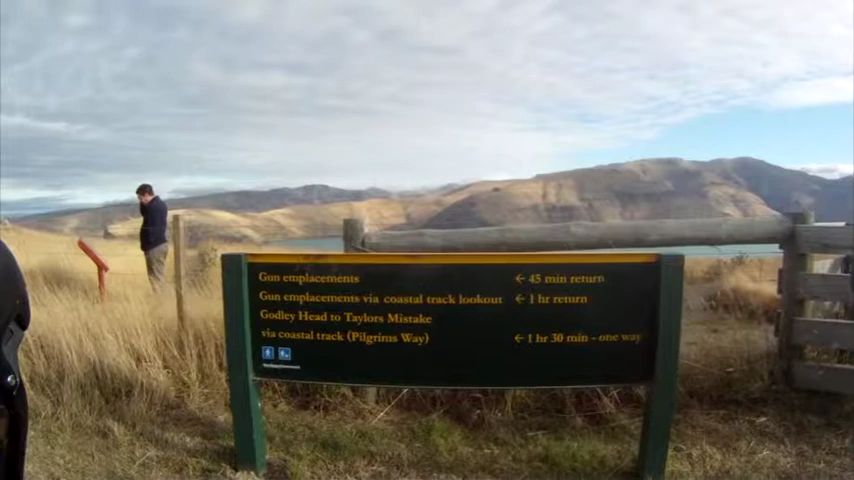 Gun emplacements ← 45 min return
Gun emplacements via coastal track lookout ← 1 hr return
Godley Head to Taylors Mistake
via coastal track (Pilgrims Way) ← 1 hr 30 min - one way